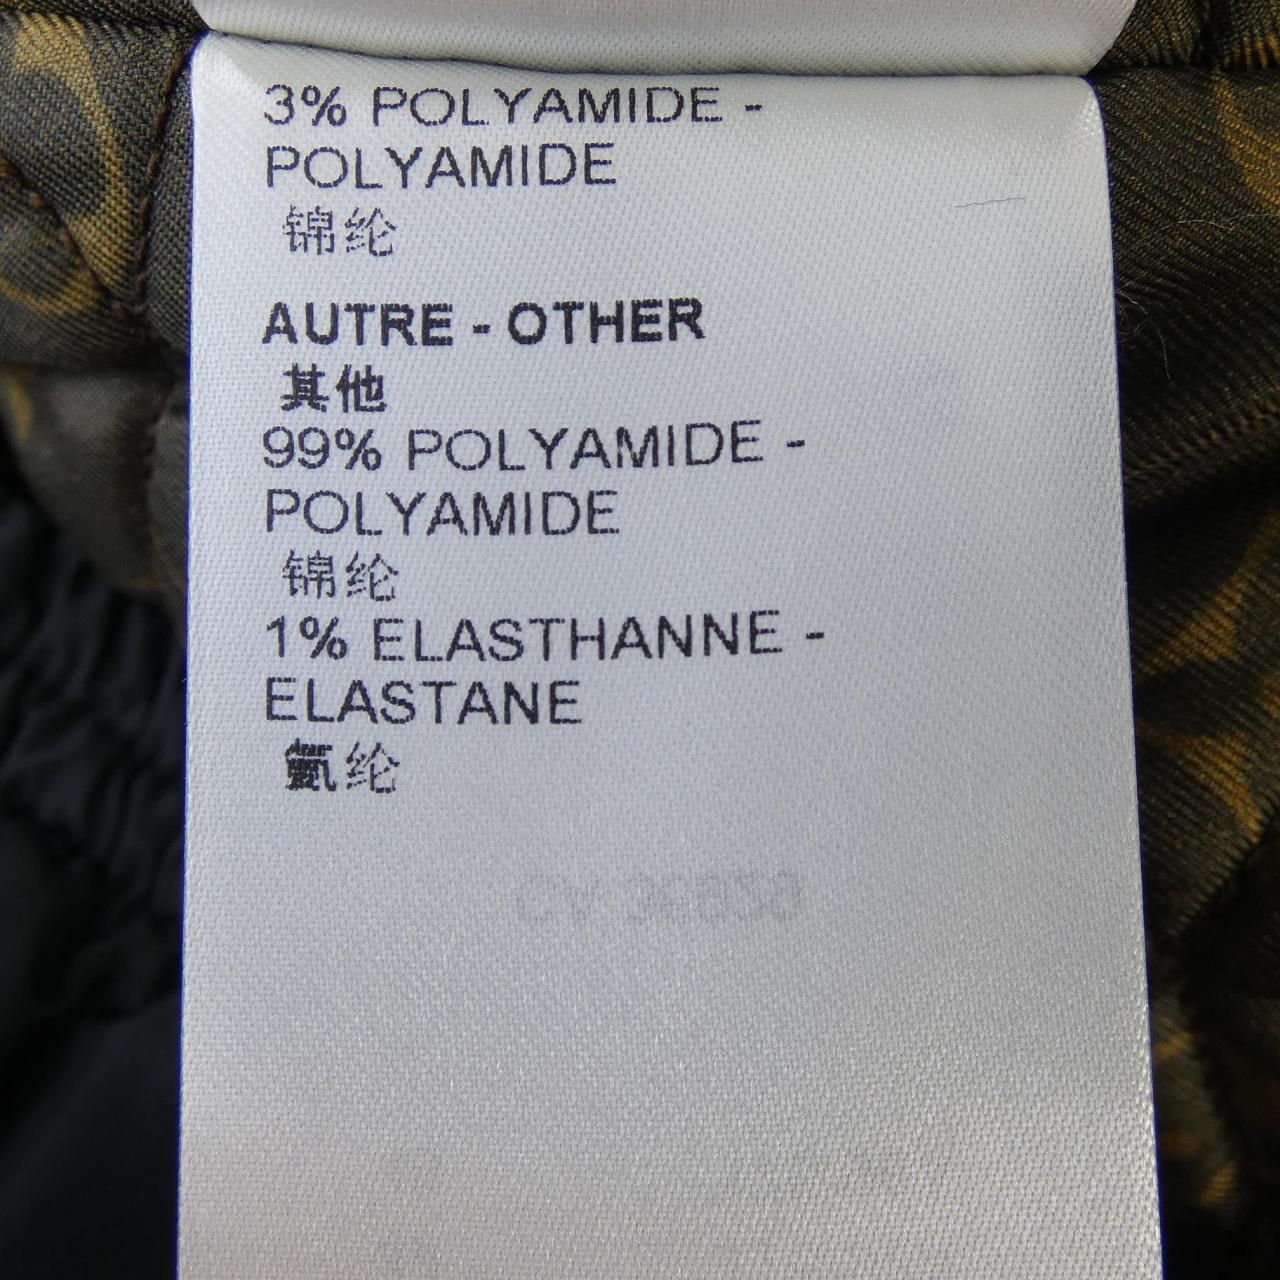 3% POLYAMIDE -
POLYAMIDE
锦纶
AUTRE - OTHER
其他
99% POLYAMIDE -
POLYAMIDE
锦纶
1% ELASTHANNE -
ELASTANE
氨纶